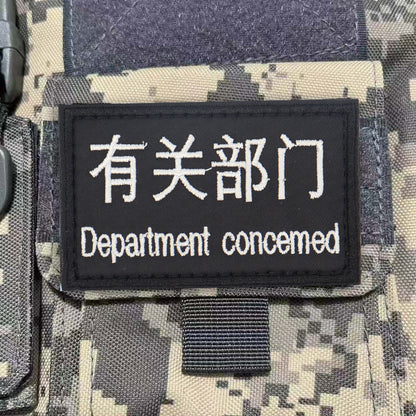 有关部门
Department concemed